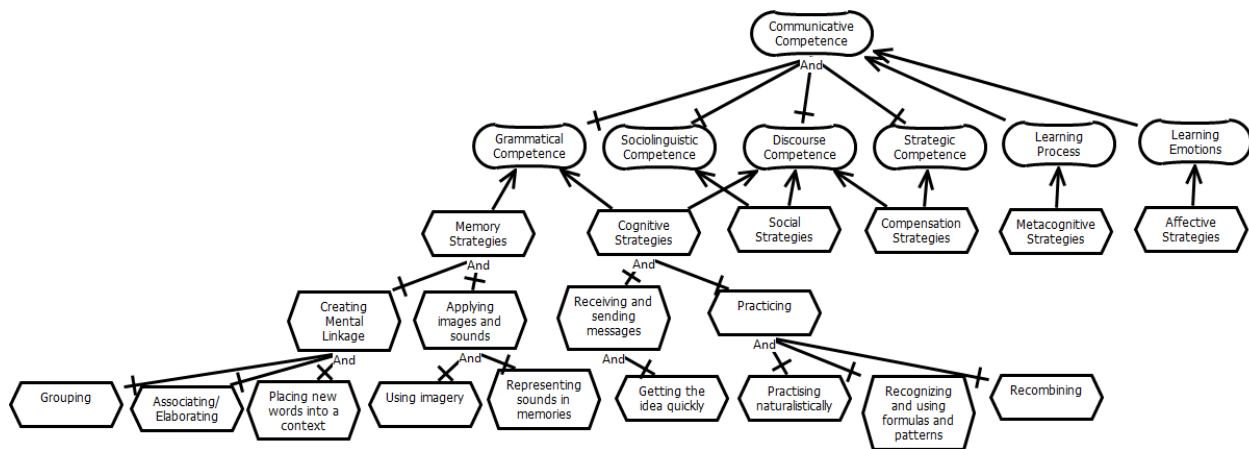 Communicative
Competence
And
Grammatical
Competence
Sociolinguistic
Competence
Discourse
Competence
Strategic
Competence
Learning
Process
Learning
Emotions
Memory
Strategies
Cognitive
Strategies
Social
Strategies
Compensation
Strategies
Metacognitive
Strategies
Affective
Strategies
And
And
Creating
Mental
Linkage
Applying
images and
sounds
Receiving and
sending
messages
Practicing
And
And
And
And
Grouping
Associating/
Elaborating
Placing new
words into a
context
Using imagery
Representing
sounds in
memories
Getting the
idea quickly
Practising
naturalistically
Recognizing
and using
formulas and
patterns
Recombining